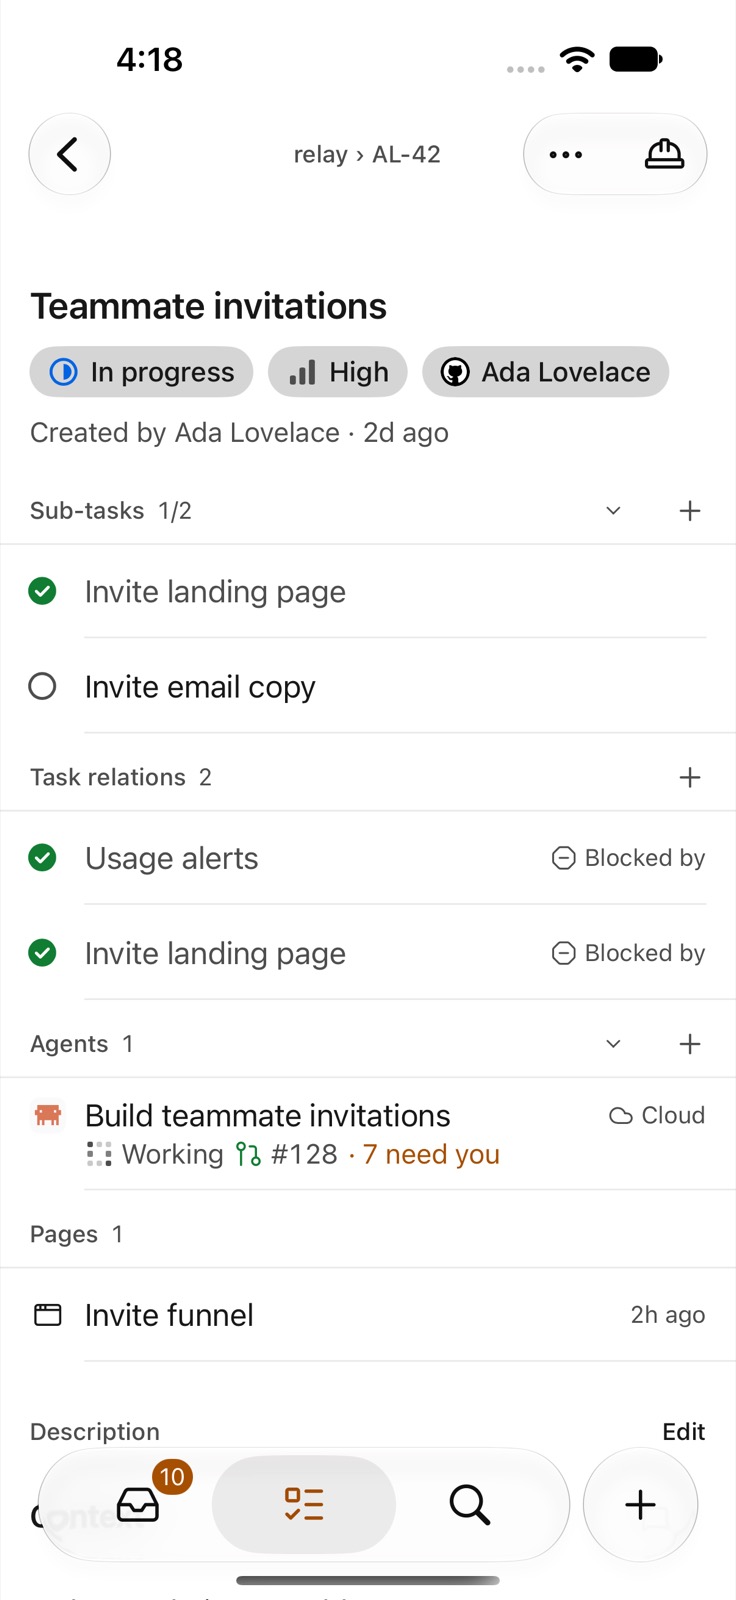 4:18
relay › AL-42
Teammate invitations
In progress
High
Ada Lovelace
Created by Ada Lovelace · 2d ago
Sub-tasks 1/2
Invite landing page
Invite email copy
Task relations 2
Usage alerts
Blocked by
Invite landing page
Blocked by
Agents 1
Build teammate invitations
Cloud
Working #128 · 7 need you
Pages 1
Invite funnel
2h ago
Description
Edit
10